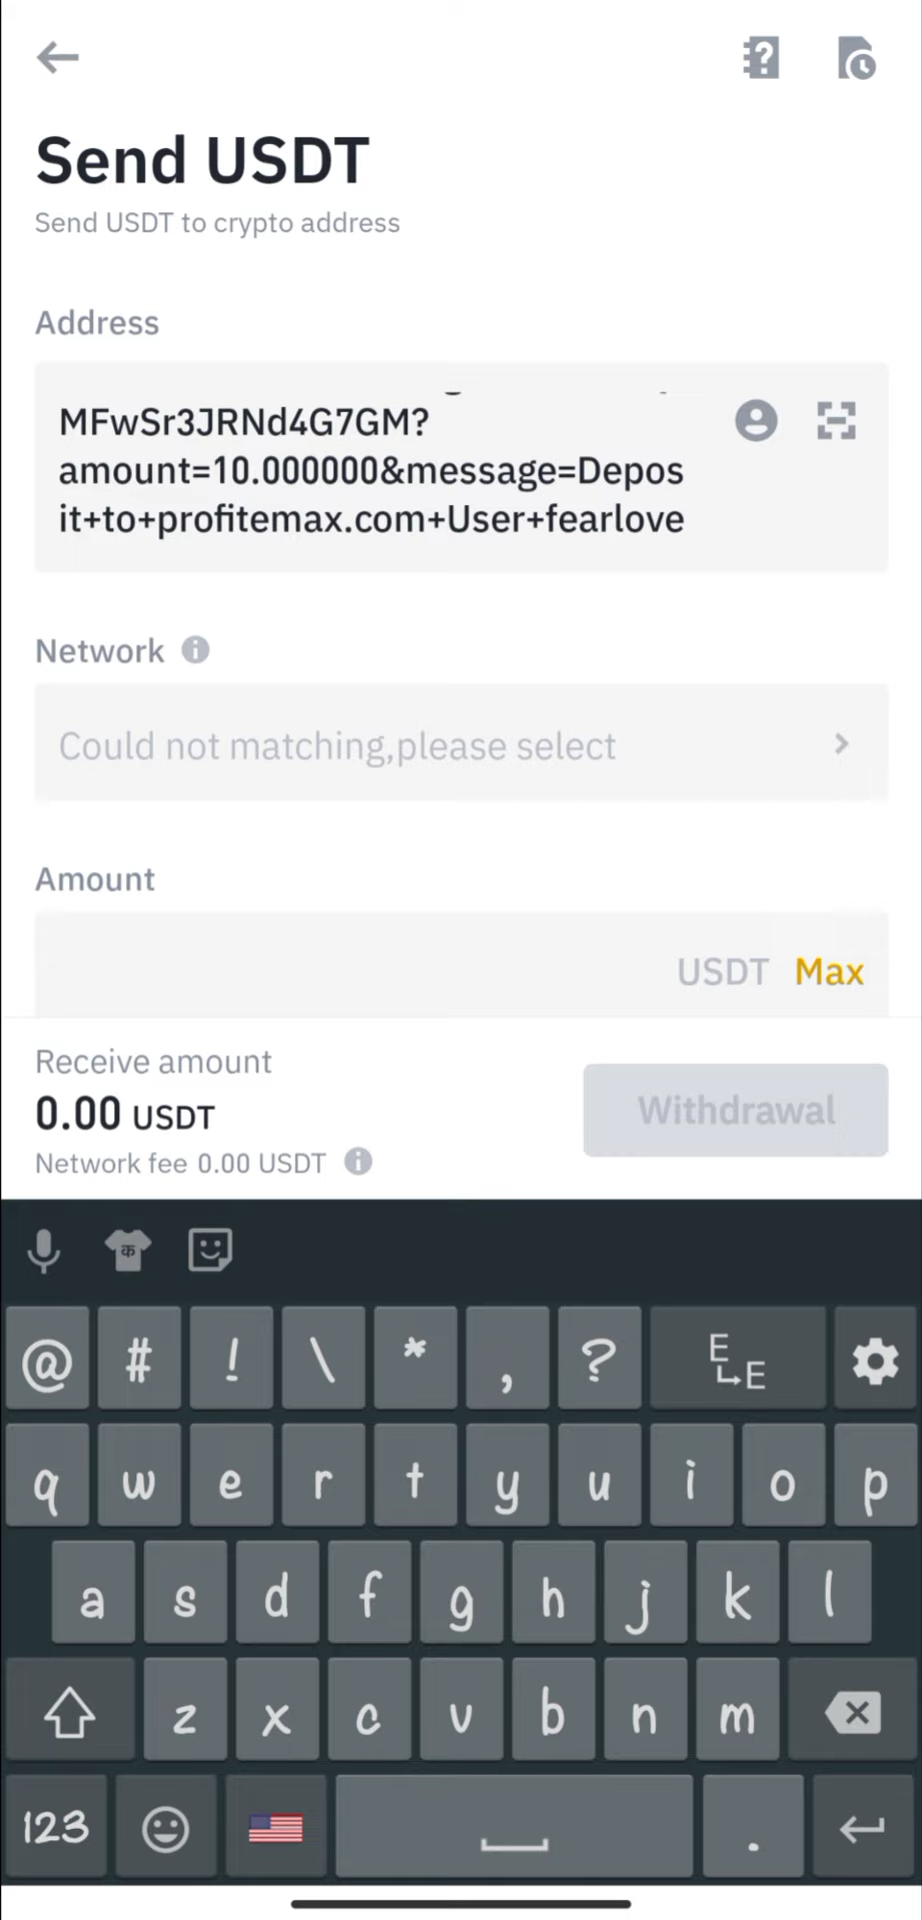 Send USDT
Send USDT to crypto address
Address
MFwSr3JRNd4G7GM?
amount=10.000000&message=Depos
it+to+profitemax.com+User+fearlove
Network
Could not matching,please select
Amount
USDT Max
Receive amount
0.00 USDT
Withdrawal
Network fee 0.00 USDT
क
@ # ! \ * , ? E E
q w e r t y u i o p
a s d f g h j k l
z x c v b n m
123 .